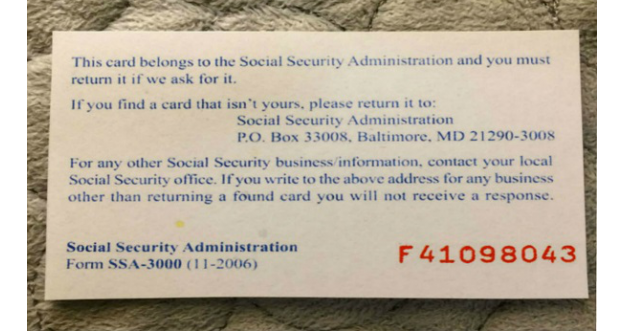 This card belongs to the Social Security Administration and you must
return it if we ask for it.
If you find a card that isn't yours, please return it to:
Social Security Administration
P.O. Box 33008, Baltimore, MD 21290-3008
For any other Social Security business/information, contact your local
Social Security office. If you write to the above address for any business
other than returning a found card you will not receive a response.
Social Security Administration
Form SSA-3000 (11-2006)
F41098043